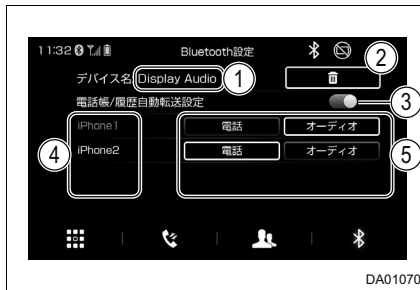 11:32 Bluetooth設定
デバイス名 Display Audio 1 2
電話帳/履歴自動転送設定 3
iPhone1 電話 オーディオ
4 5
iPhone2 電話 オーディオ
DA01070